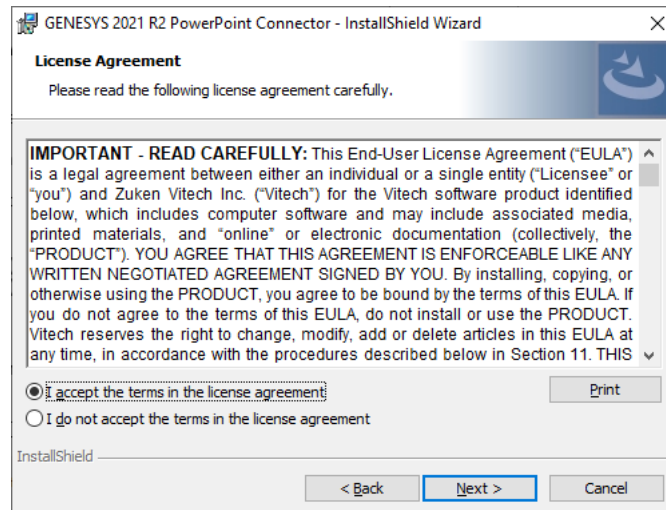 GENESYS 2021 R2 PowerPoint Connector - InstallShield Wizard
License Agreement
Please read the following license agreement carefully.
IMPORTANT - READ CAREFULLY: This End-User License Agreement (“EULA”)
is a legal agreement between either an individual or a single entity (“Licensee” or
“you”) and Zuken Vitech Inc. (“Vitech”) for the Vitech software product identified
below, which includes computer software and may include associated media,
printed materials, and “online” or electronic documentation (collectively, the
“PRODUCT”). YOU AGREE THAT THIS AGREEMENT IS ENFORCEABLE LIKE ANY
WRITTEN NEGOTIATED AGREEMENT SIGNED BY YOU. By installing, copying, or
otherwise using the PRODUCT, you agree to be bound by the terms of this EULA. If
you do not agree to the terms of this EULA, do not install or use the PRODUCT.
Vitech reserves the right to change, modify, add or delete articles in this EULA at
any time, in accordance with the procedures described below in Section 11. THIS
I accept the terms in the license agreement
Print
I do not accept the terms in the license agreement
InstallShield
< Back
Next >
Cancel